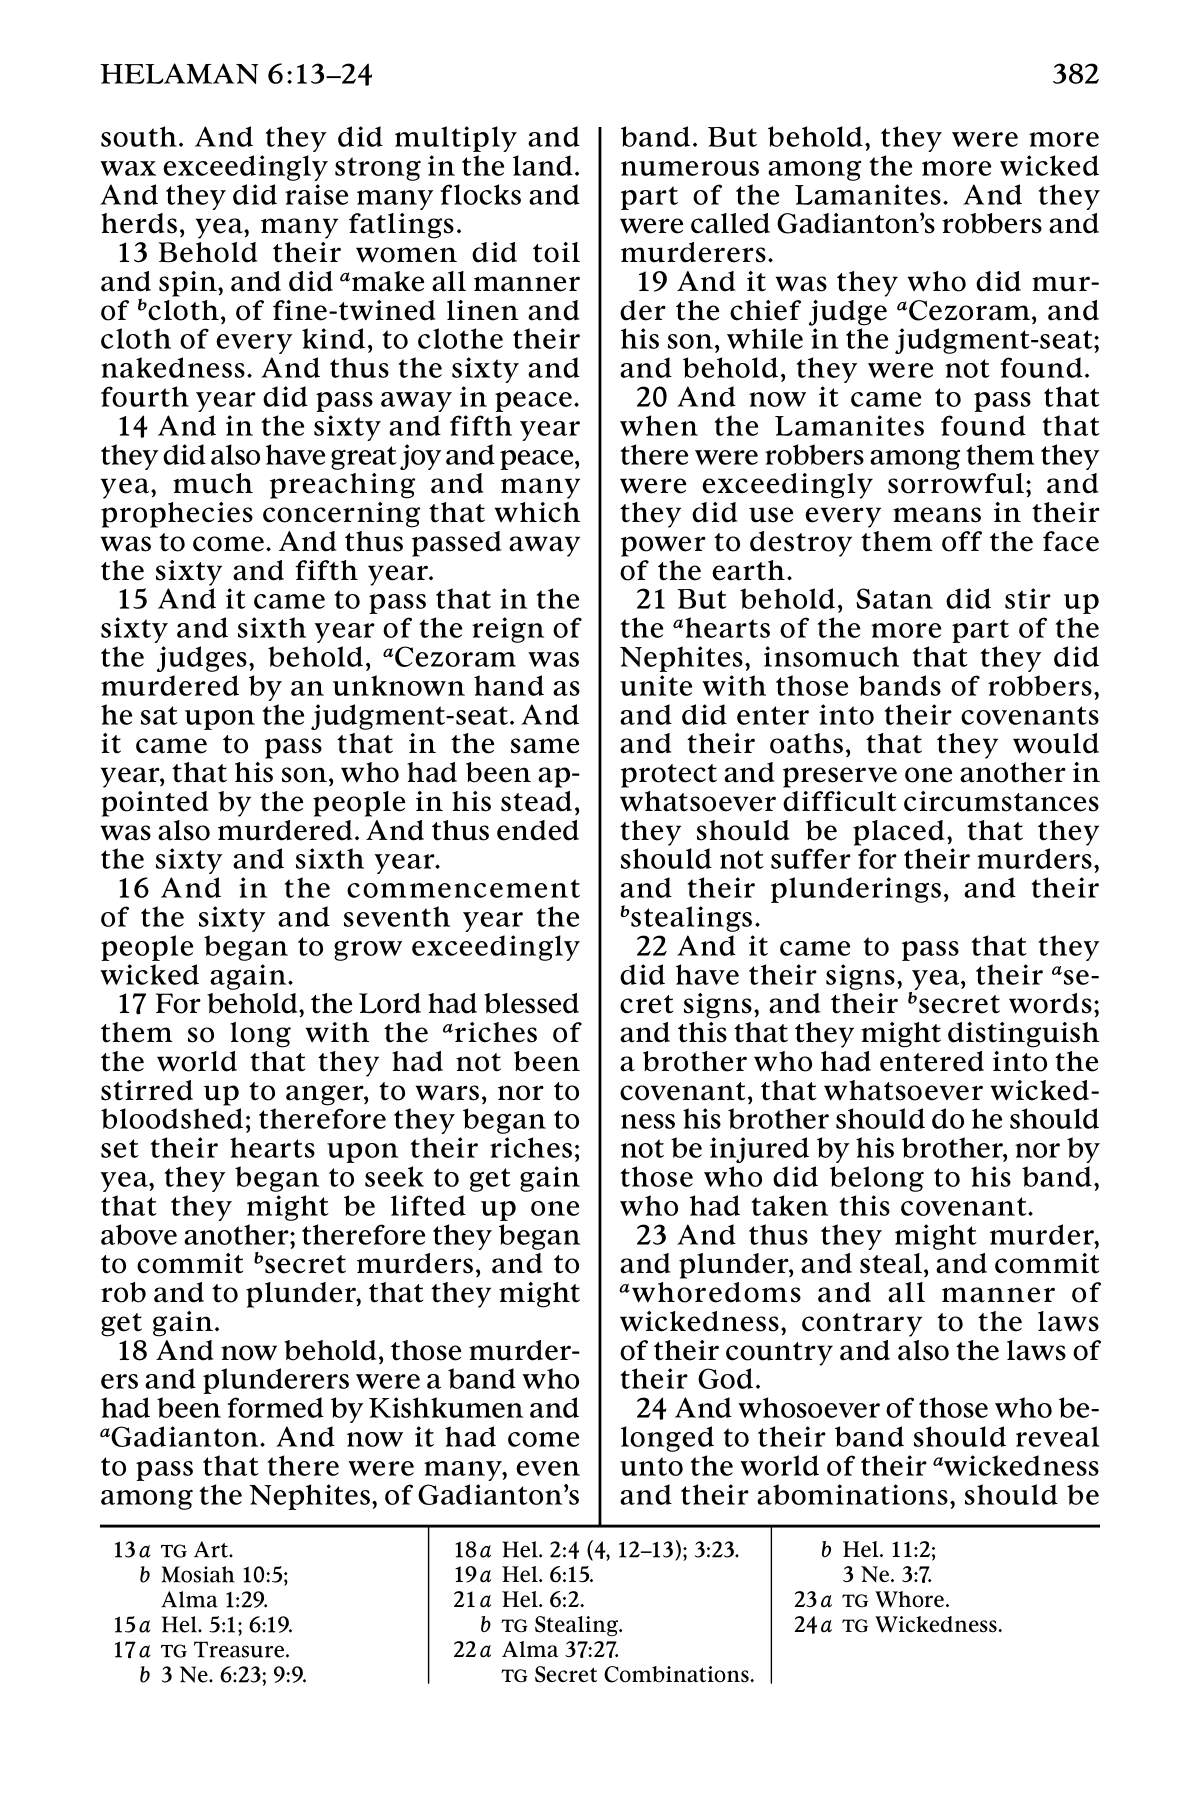 HELAMAN 6:13–24
382
south. And they did multiply and
wax exceedingly strong in the land.
And they did raise many flocks and
herds, yea, many fatlings.
13 Behold their women did toil
and spin, and did ᵃmake all manner
of ᵇcloth, of fine-twined linen and
cloth of every kind, to clothe their
nakedness. And thus the sixty and
fourth year did pass away in peace.
14 And in the sixty and fifth year
they did also have great joy and peace,
yea, much preaching and many
prophecies concerning that which
was to come. And thus passed away
the sixty and fifth year.
15 And it came to pass that in the
sixty and sixth year of the reign of
the judges, behold, ᵃCezoram was
murdered by an unknown hand as
he sat upon the judgment-seat. And
it came to pass that in the same
year, that his son, who had been ap-
pointed by the people in his stead,
was also murdered. And thus ended
the sixty and sixth year.
16 And in the commencement
of the sixty and seventh year the
people began to grow exceedingly
wicked again.
17 For behold, the Lord had blessed
them so long with the ᵃriches of
the world that they had not been
stirred up to anger, to wars, nor to
bloodshed; therefore they began to
set their hearts upon their riches;
yea, they began to seek to get gain
that they might be lifted up one
above another; therefore they began
to commit ᵇsecret murders, and to
rob and to plunder, that they might
get gain.
18 And now behold, those murder-
ers and plunderers were a band who
had been formed by Kishkumen and
ᵃGadianton. And now it had come
to pass that there were many, even
among the Nephites, of Gadianton's
band. But behold, they were more
numerous among the more wicked
part of the Lamanites. And they
were called Gadianton's robbers and
murderers.
19 And it was they who did mur-
der the chief judge ᵃCezoram, and
his son, while in the judgment-seat;
and behold, they were not found.
20 And now it came to pass that
when the Lamanites found that
there were robbers among them they
were exceedingly sorrowful; and
they did use every means in their
power to destroy them off the face
of the earth.
21 But behold, Satan did stir up
the ᵃhearts of the more part of the
Nephites, insomuch that they did
unite with those bands of robbers,
and did enter into their covenants
and their oaths, that they would
protect and preserve one another in
whatsoever difficult circumstances
they should be placed, that they
should not suffer for their murders,
and their plunderings, and their
ᵇstealings.
22 And it came to pass that they
did have their signs, yea, their ᵃse-
cret signs, and their ᵇsecret words;
and this that they might distinguish
a brother who had entered into the
covenant, that whatsoever wicked-
ness his brother should do he should
not be injured by his brother, nor by
those who did belong to his band,
who had taken this covenant.
23 And thus they might murder,
and plunder, and steal, and commit
ᵃwhoredoms and all manner of
wickedness, contrary to the laws
of their country and also the laws of
their God.
24 And whosoever of those who be-
longed to their band should reveal
unto the world of their ᵃwickedness
and their abominations, should be
13a TG Art.
b Mosiah 10:5;
Alma 1:29.
15a Hel. 5:1; 6:19.
17a TG Treasure.
b 3 Ne. 6:23; 9:9.
18a Hel. 2:4 (4, 12–13); 3:23.
19a Hel. 6:15.
21a Hel. 6:2.
b TG Stealing.
22a Alma 37:27.
TG Secret Combinations.
b Hel. 11:2;
3 Ne. 3:7.
23a TG Whore.
24a TG Wickedness.